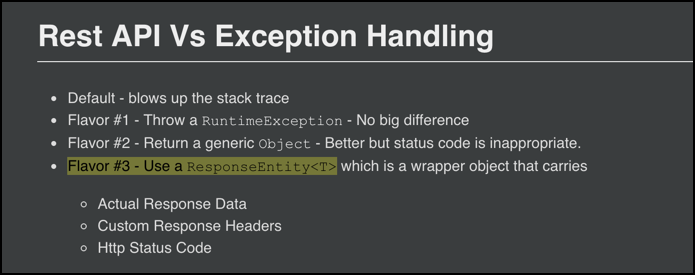 Rest API Vs Exception Handling
Default - blows up the stack trace
Flavor #1 - Throw a RuntimeException - No big difference
Flavor #2 - Return a generic Object - Better but status code is inappropriate.
Flavor #3 - Use a ResponseEntity<T> which is a wrapper object that carries
Actual Response Data
Custom Response Headers
Http Status Code